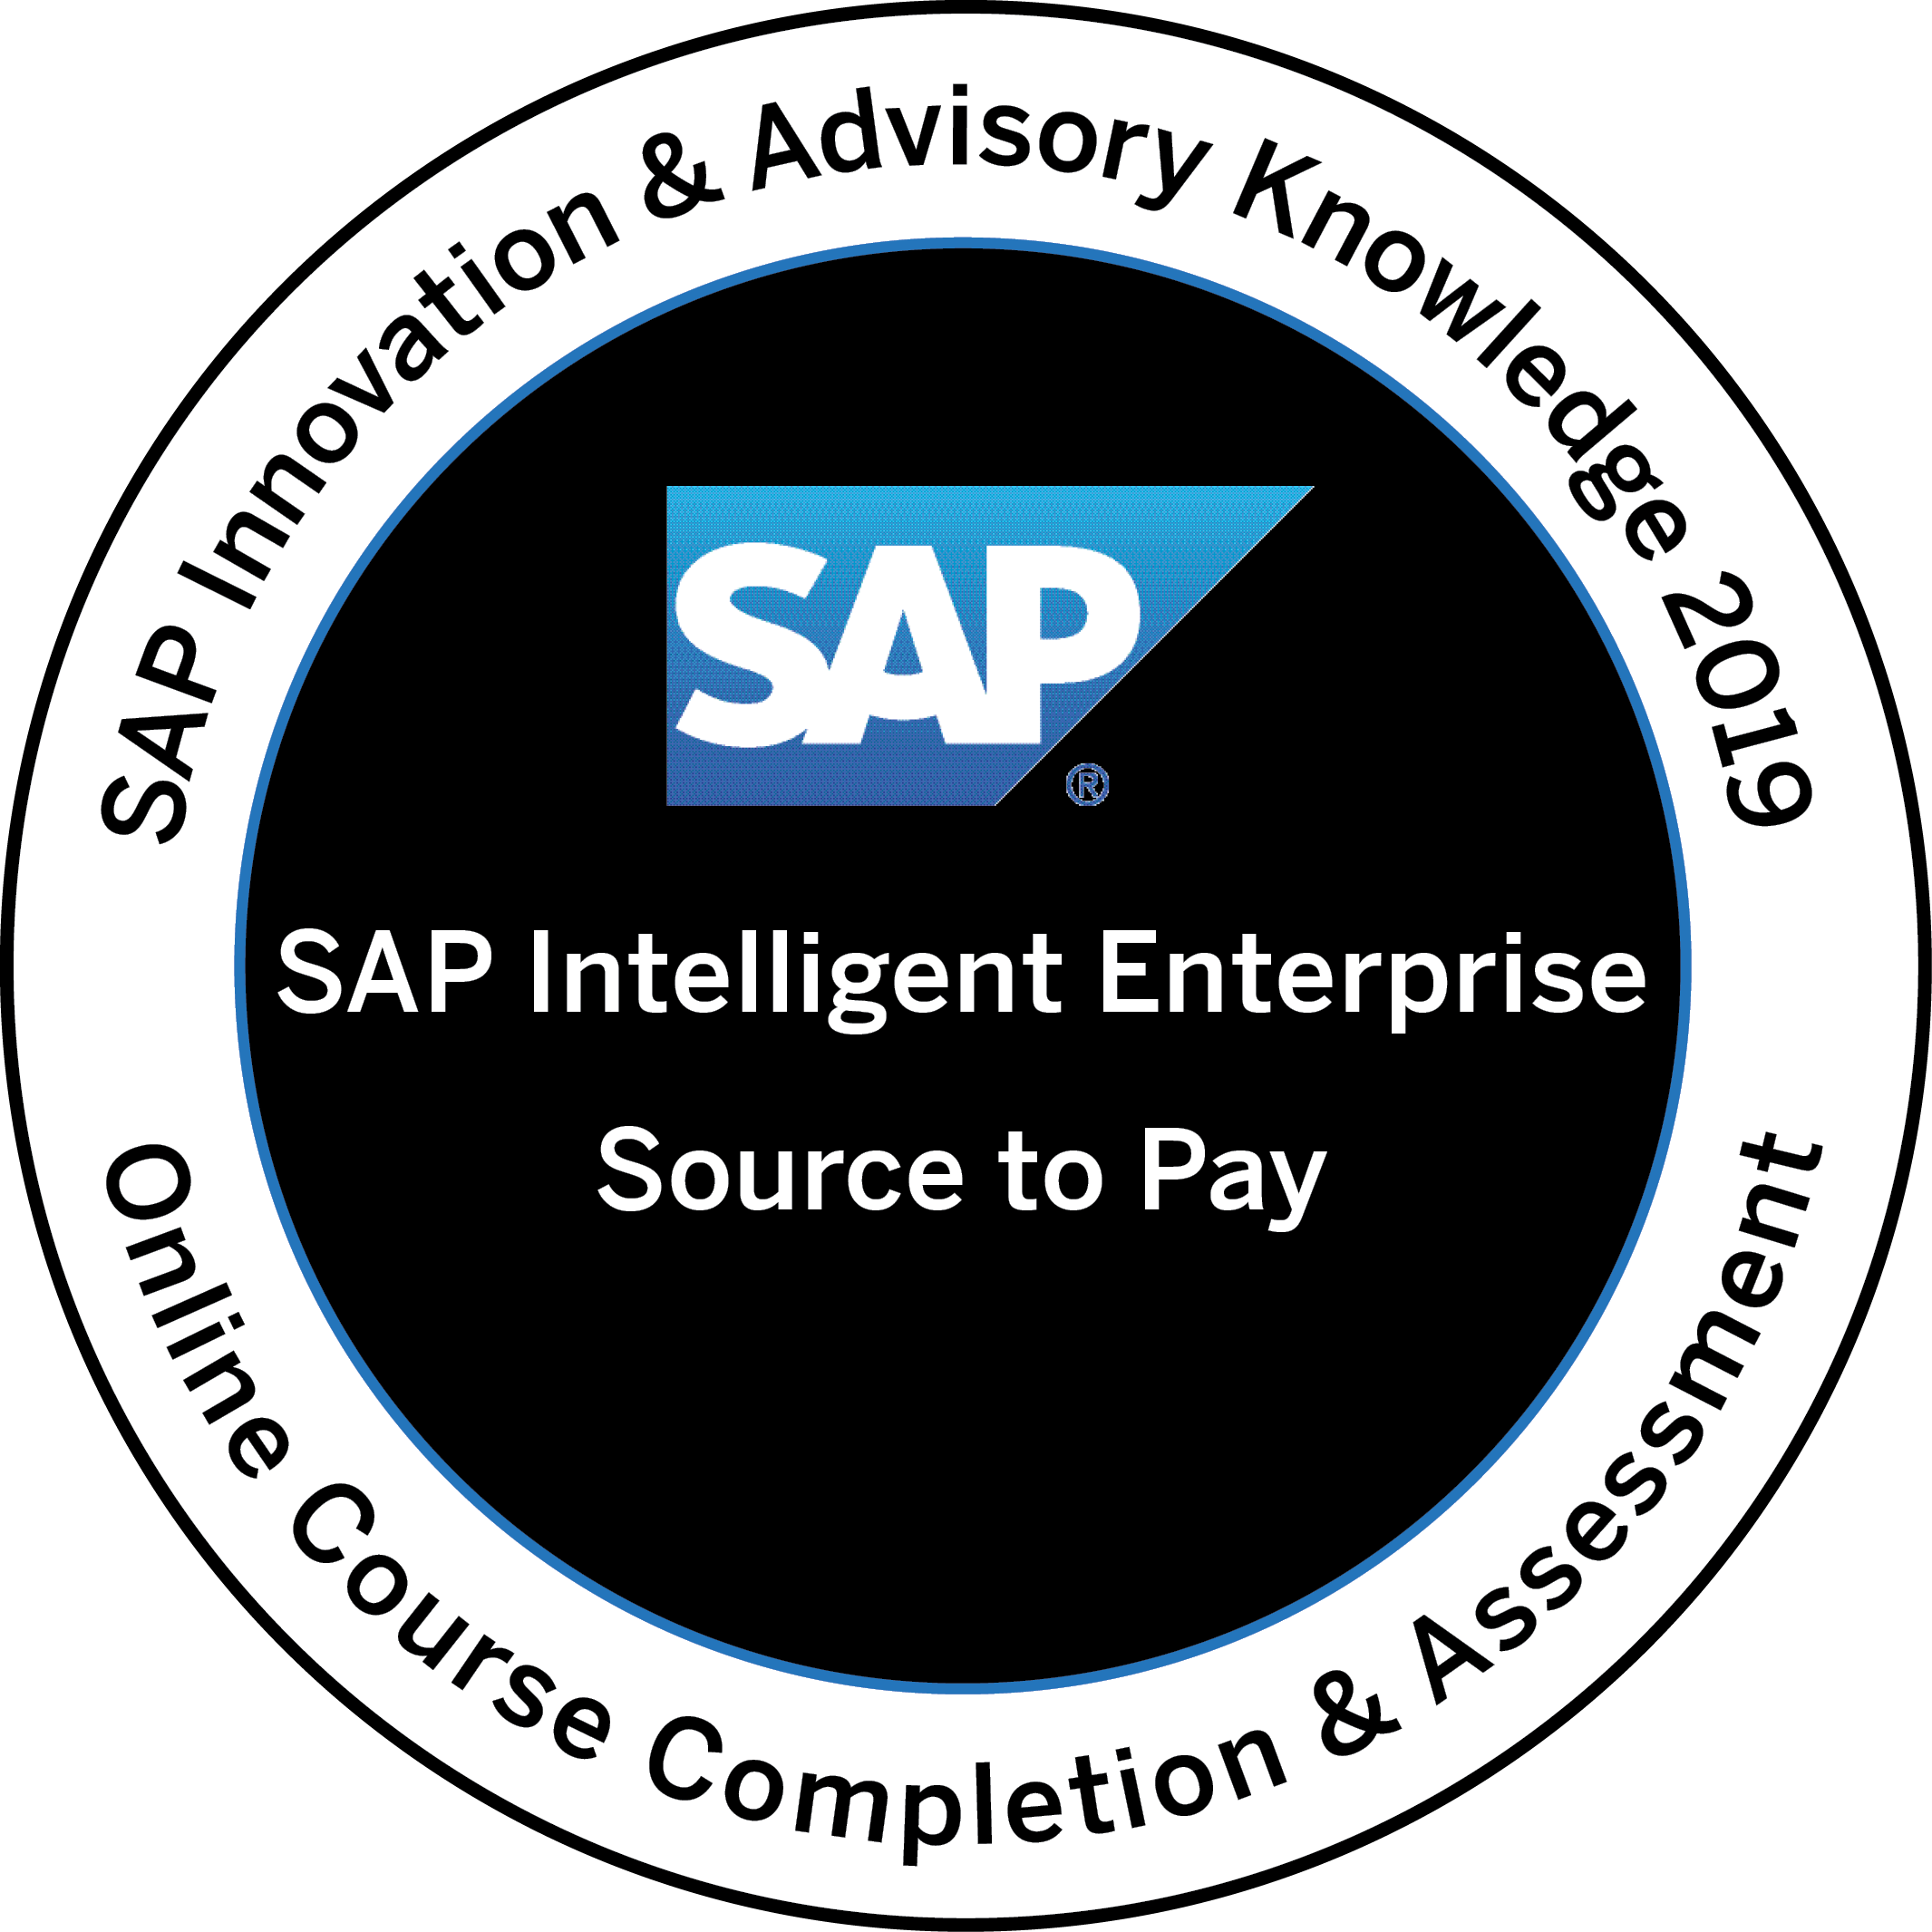 SAP Innovation & Advisory Knowledge 2019
SAP
®
SAP Intelligent Enterprise
Source to Pay
Online Course Completion & Assessment